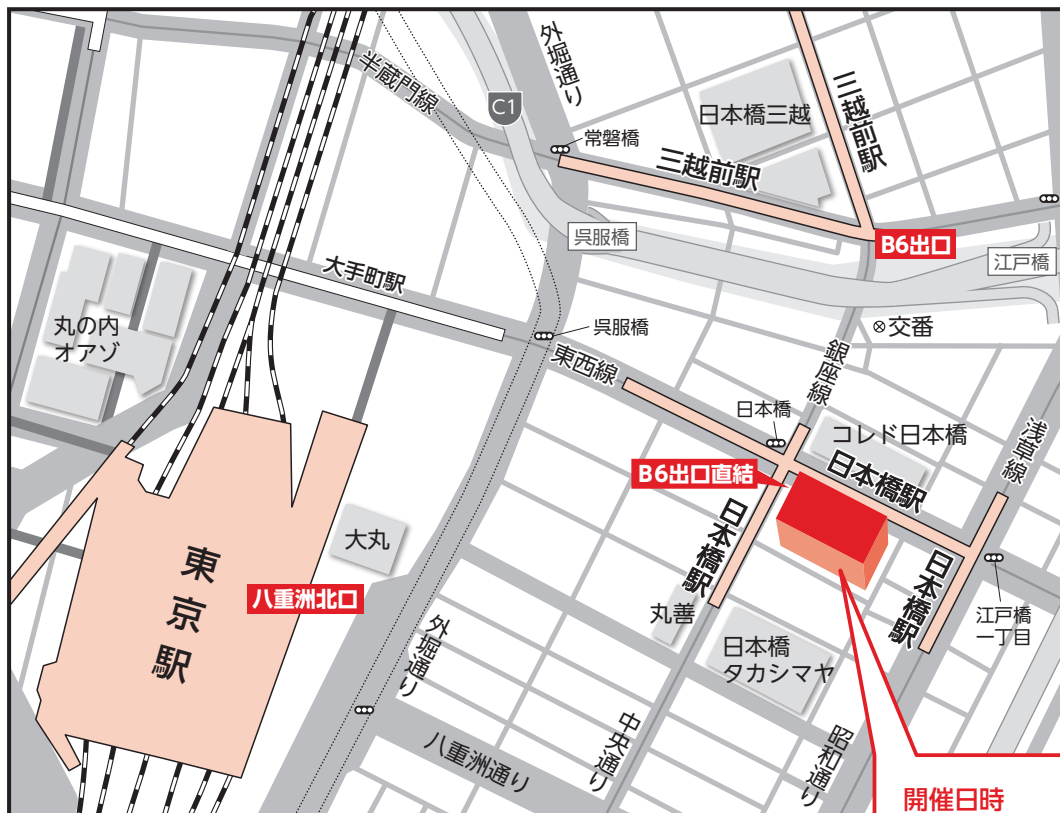 外堀通り
半蔵門線
C1
日本橋三越
三越前駅
常磐橋
三越前駅
呉服橋
B6出口
江戸橋
大手町駅
丸の内
オアゾ
呉服橋
交番
東西線
銀座線
日本橋
コレド日本橋
浅草線
B6出口直結
日本橋駅
日本橋駅
大丸
東京駅
八重洲北口
日本橋駅
丸善
江戸橋
一丁目
外堀通り
日本橋
タカシマヤ
中央通り
昭和通り
八重洲通り
開催日時